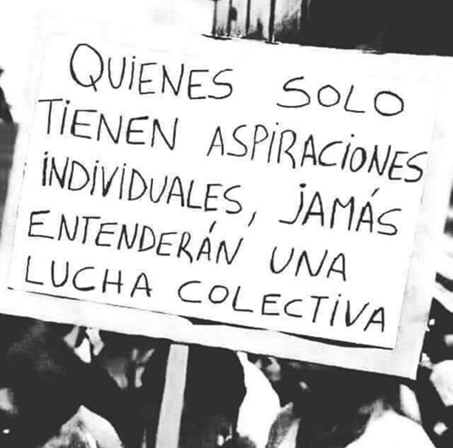 QUiENES SOLO
TiENEN ASPiRACiONES
iNDiViDUALES, JAMÁS
ENTENDERÁN UNA
LUCHA COLECTiVA